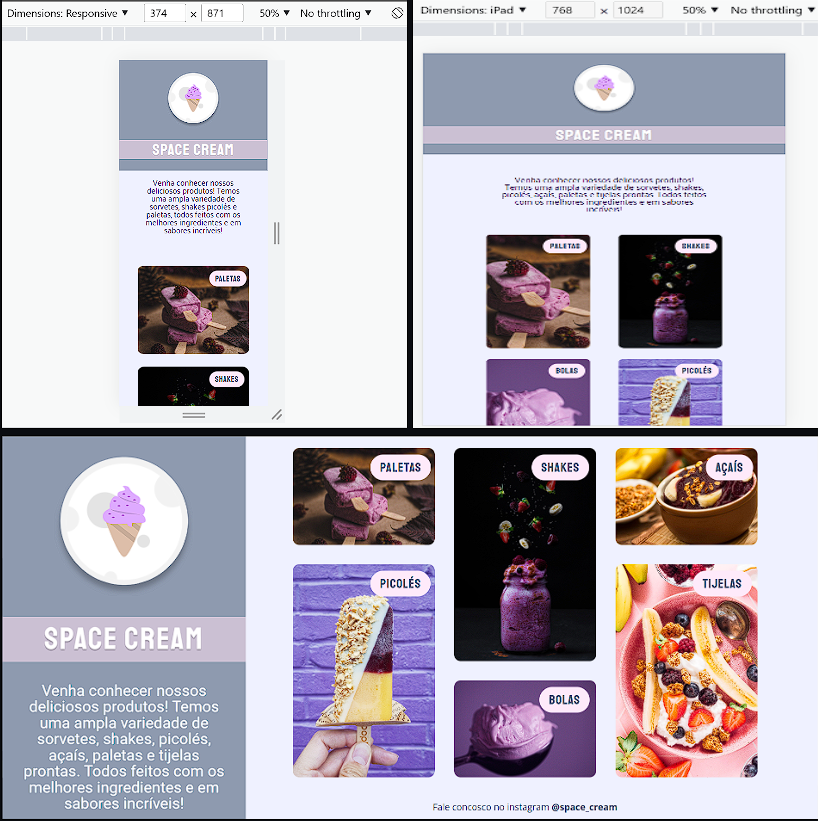 Dimensions: Responsive ▼ 374 x 871 50% ▼ No throttling ▼
SPACE CREAM
Venha conhecer nossos
deliciosos produtos! Temos
uma ampla variedade de
sorvetes, shakes picolés e
paletas, todos feitos com os
melhores ingredientes e em
sabores incríveis!
PALETAS
SHAKES
Dimensions: iPad ▼ 768 x 1024 50% ▼ No throttling ▼
SPACE CREAM
Venha conhecer nossos deliciosos produtos!
Temos uma ampla variedade de sorvetes, shakes,
picolés, açaís, paletas e tijelas prontas. Todos feitos
com os melhores ingredientes e em sabores
incríveis!
PALETAS
SHAKES
BOLAS
PICOLÉS
SPACE CREAM
Venha conhecer nossos
deliciosos produtos! Temos
uma ampla variedade de
sorvetes, shakes, picolés,
açaís, paletas e tijelas
prontas. Todos feitos com os
melhores ingredientes e em
sabores incríveis!
PALETAS
SHAKES
AÇAÍS
PICOLÉS
TIJELAS
BOLAS
Fale concosco no instagram @space_cream